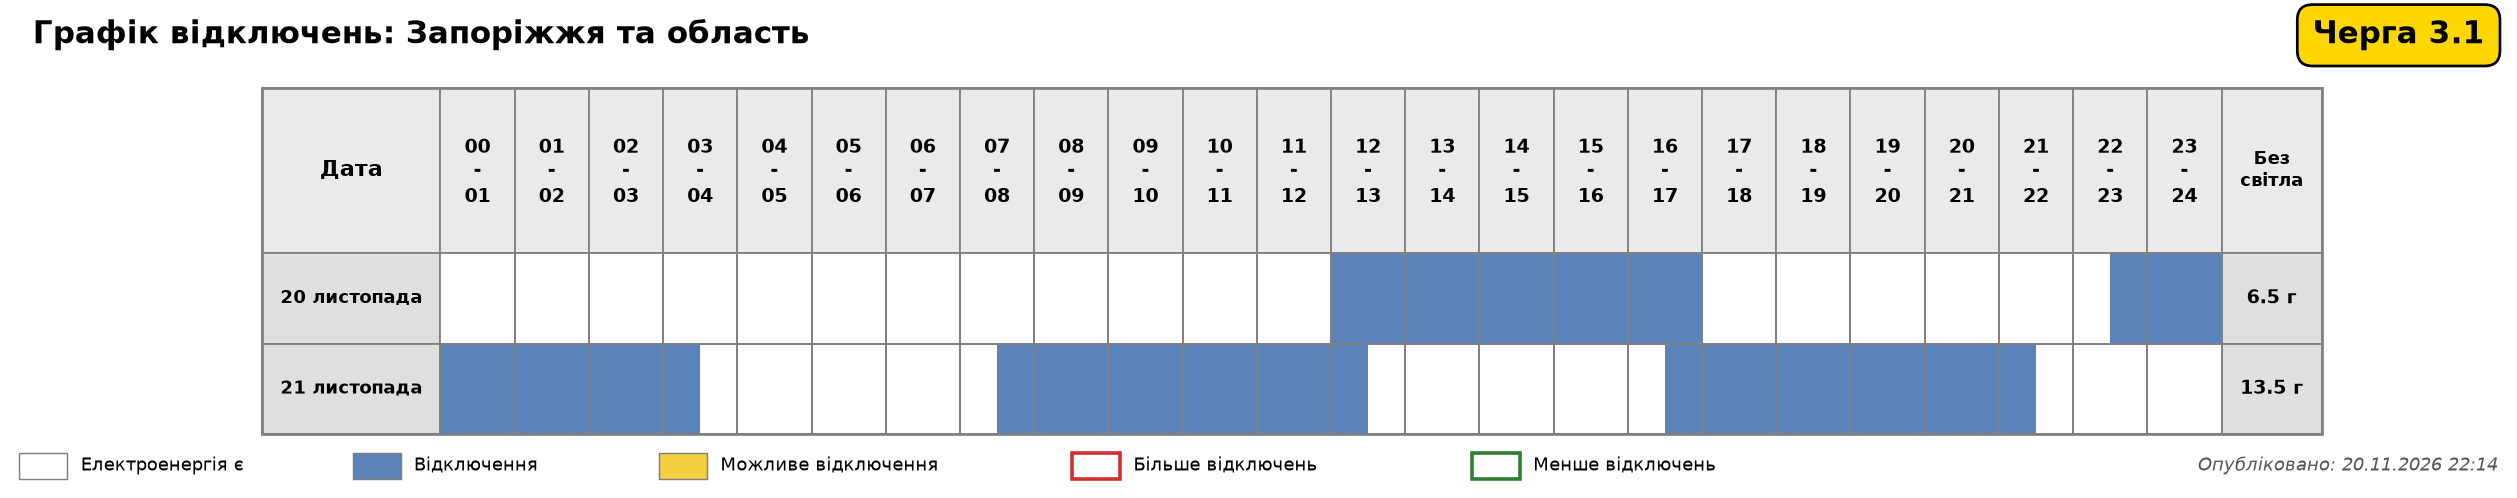 Графік відключень: Запоріжжя та область
Черга 3.1
Дата 00 - 01 01 - 02 02 - 03 03 - 04 04 - 05 05 - 06 06 - 07 07 - 08 08 - 09 09 - 10 10 - 11 11 - 12 12 - 13 13 - 14 14 - 15 15 - 16 16 - 17 17 - 18 18 - 19 19 - 20 20 - 21 21 - 22 22 - 23 23 - 24 Без світла
20 листопада 6.5 г
21 листопада 13.5 г
Електроенергія є Відключення Можливе відключення Більше відключень Менше відключень
Опубліковано: 20.11.2026 22:14